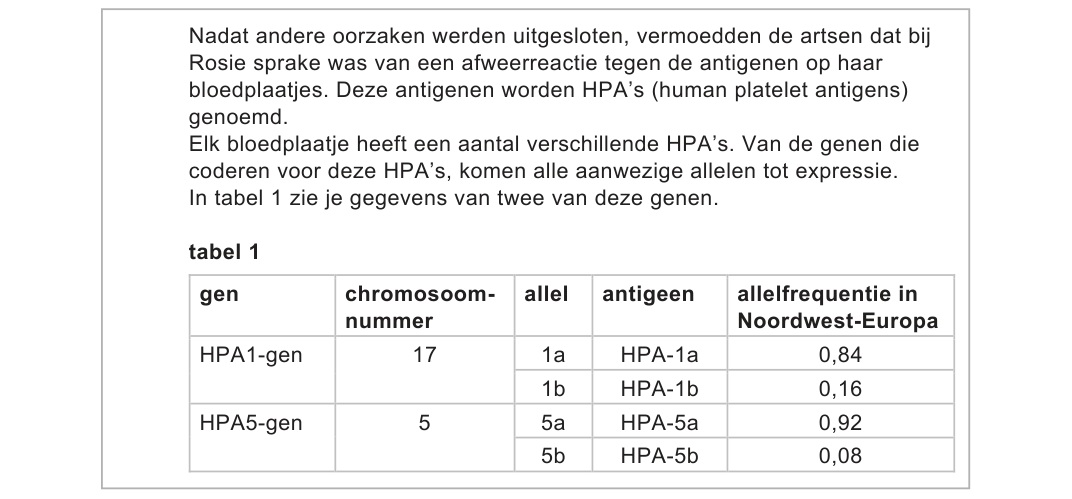 Nadat andere oorzaken werden uitgesloten, vermoedden de artsen dat bij
Rosie sprake was van een afweerreactie tegen de antigenen op haar
bloedplaatjes. Deze antigenen worden HPA's (human platelet antigens)
genoemd.
Elk bloedplaatje heeft een aantal verschillende HPA's. Van de genen die
coderen voor deze HPA's, komen alle aanwezige allelen tot expressie.
In tabel 1 zie je gegevens van twee van deze genen.
tabel 1
gen chromosoom- allel antigeen allelfrequentie in
nummer Noordwest-Europa
HPA1-gen 17 1a HPA-1a 0,84
1b HPA-1b 0,16
HPA5-gen 5 5a HPA-5a 0,92
5b HPA-5b 0,08